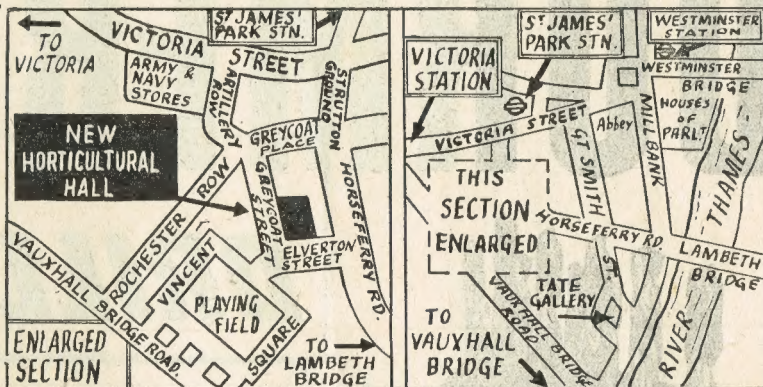 TO
VICTORIA
VICTORIA
STREET
ST JAMES'
PARK STN.
ARMY &
NAVY
STORES
ARTILLERY
ROW
STRUTTON
GROUND
GREYCOAT
PLACE
NEW
HORTICULTURAL
HALL
GREYCOAT
STREET
HORSEFERRY RD.
ROCHESTER ROW
ELVERTON
STREET
VAUXHALL BRIDGE ROAD.
VINCENT
SQUARE
PLAYING
FIELD
TO
LAMBETH
BRIDGE
ENLARGED
SECTION
VICTORIA
STATION
ST JAMES'
PARK STN.
WESTMINSTER
STATION
WESTMINSTER
BRIDGE
HOUSES
OF
PARLT
VICTORIA STREET
Abbey
MILL BANK
GT SMITH
ST.
THIS
SECTION
ENLARGED
HORSEFERRY RD.
LAMBETH
BRIDGE
TATE
GALLERY
VAUXHALL BRIDGE
ROAD
TO
VAUXHALL
BRIDGE
RIVER
THAMES